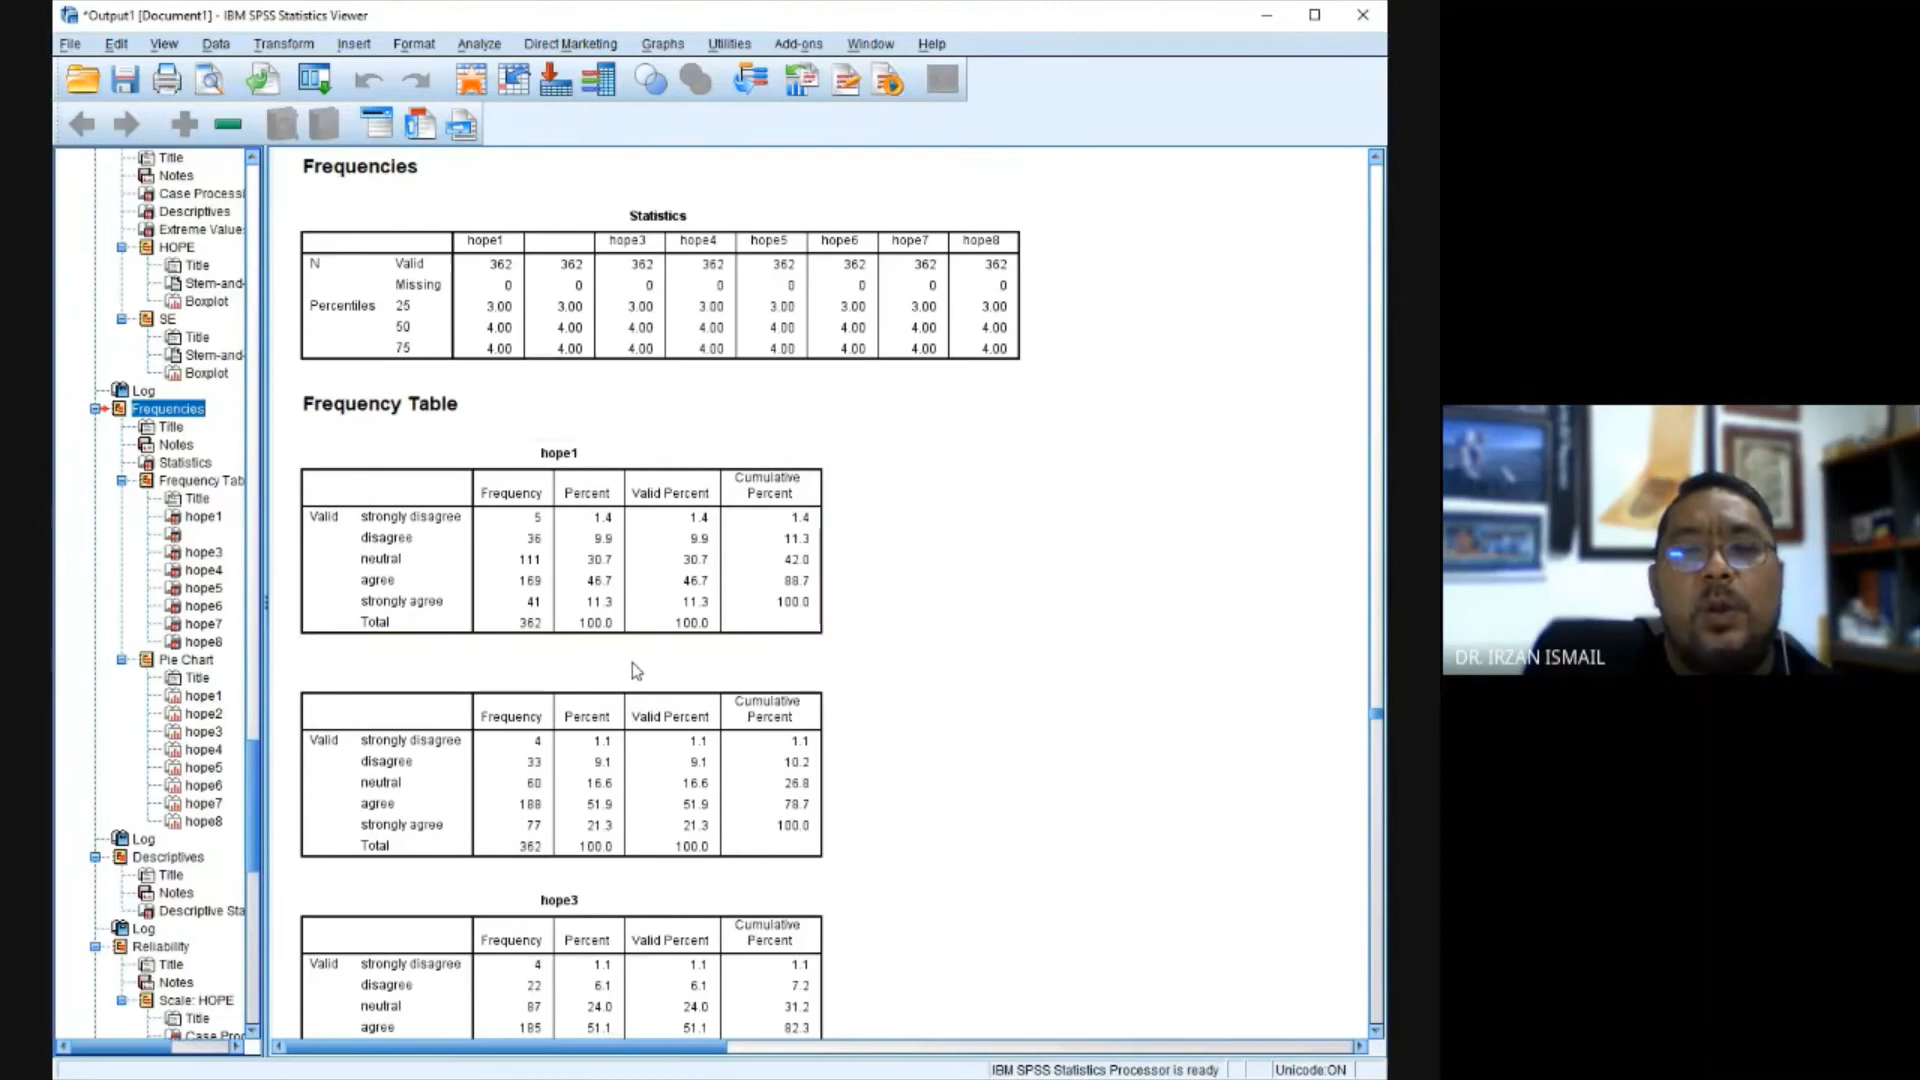 *Output1 [Document1] - IBM SPSS Statistics Viewer
File Edit View Data Transform Insert Format Analyze Direct Marketing Graphs Utilities Add-ons Window Help
Title
Notes
Case Processi
Descriptives
Extreme Value
HOPE
Title
Stem-and-
Boxplot
SE
Title
Stem-and-
Boxplot
Log
Frequencies
Title
Notes
Statistics
Frequency Tab
Title
hope1
hope3
hope4
hope5
hope6
hope7
hope8
Pie Chart
Title
hope1
hope2
hope3
hope4
hope5
hope6
hope7
hope8
Log
Descriptives
Title
Notes
Descriptive Sta
Log
Reliability
Title
Notes
Scale: HOPE
Title
Case Proc
Frequencies
Statistics
hope1 hope3 hope4 hope5 hope6 hope7 hope8
N Valid 362 362 362 362 362 362 362 362
Missing 0 0 0 0 0 0 0 0
Percentiles 25 3.00 3.00 3.00 3.00 3.00 3.00 3.00 3.00
50 4.00 4.00 4.00 4.00 4.00 4.00 4.00 4.00
75 4.00 4.00 4.00 4.00 4.00 4.00 4.00 4.00
Frequency Table
hope1
Frequency Percent Valid Percent Cumulative Percent
Valid strongly disagree 5 1.4 1.4 1.4
disagree 36 9.9 9.9 11.3
neutral 111 30.7 30.7 42.0
agree 169 46.7 46.7 88.7
strongly agree 41 11.3 11.3 100.0
Total 362 100.0 100.0
Frequency Percent Valid Percent Cumulative Percent
Valid strongly disagree 4 1.1 1.1 1.1
disagree 33 9.1 9.1 10.2
neutral 60 16.6 16.6 26.8
agree 188 51.9 51.9 78.7
strongly agree 77 21.3 21.3 100.0
Total 362 100.0 100.0
hope3
Frequency Percent Valid Percent Cumulative Percent
Valid strongly disagree 4 1.1 1.1 1.1
disagree 22 6.1 6.1 7.2
neutral 87 24.0 24.0 31.2
agree 185 51.1 51.1 82.3
IBM SPSS Statistics Processor is ready Unicode:ON
DR. IRZAN ISMAIL